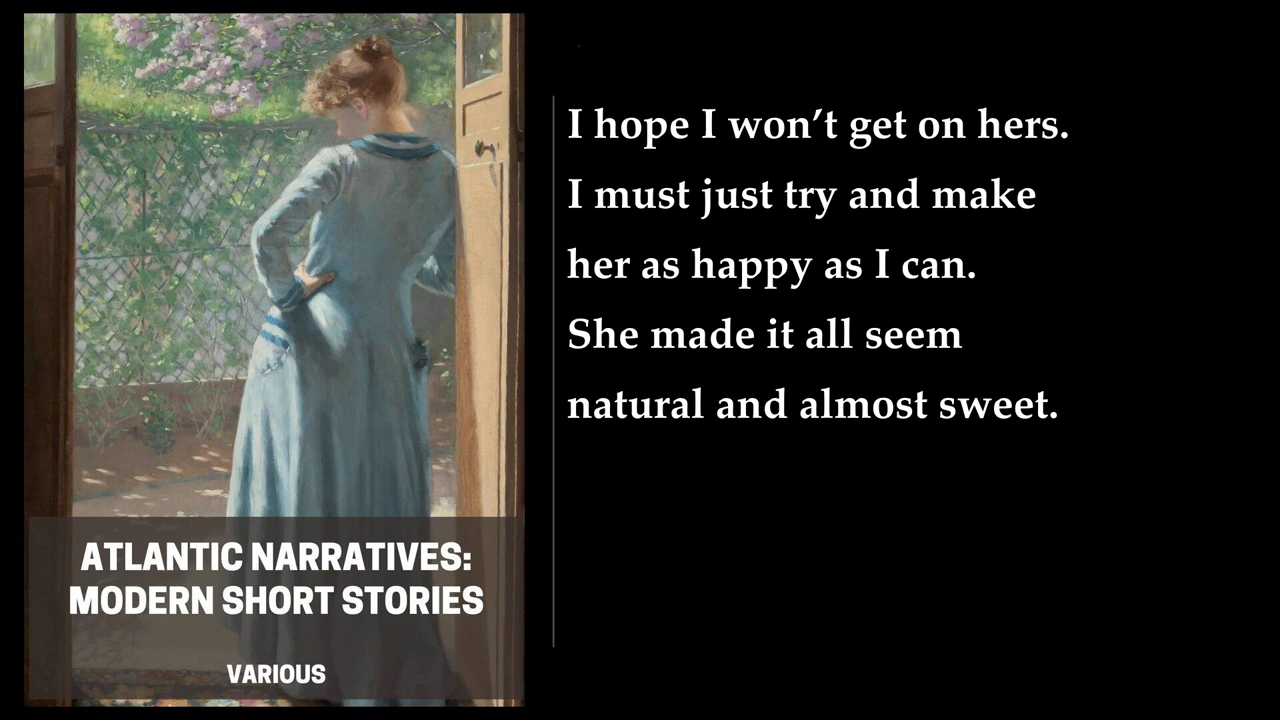 I hope I won’t get on hers.
I must just try and make
her as happy as I can.
She made it all seem
natural and almost sweet.
ATLANTIC NARRATIVES:
MODERN SHORT STORIES
VARIOUS